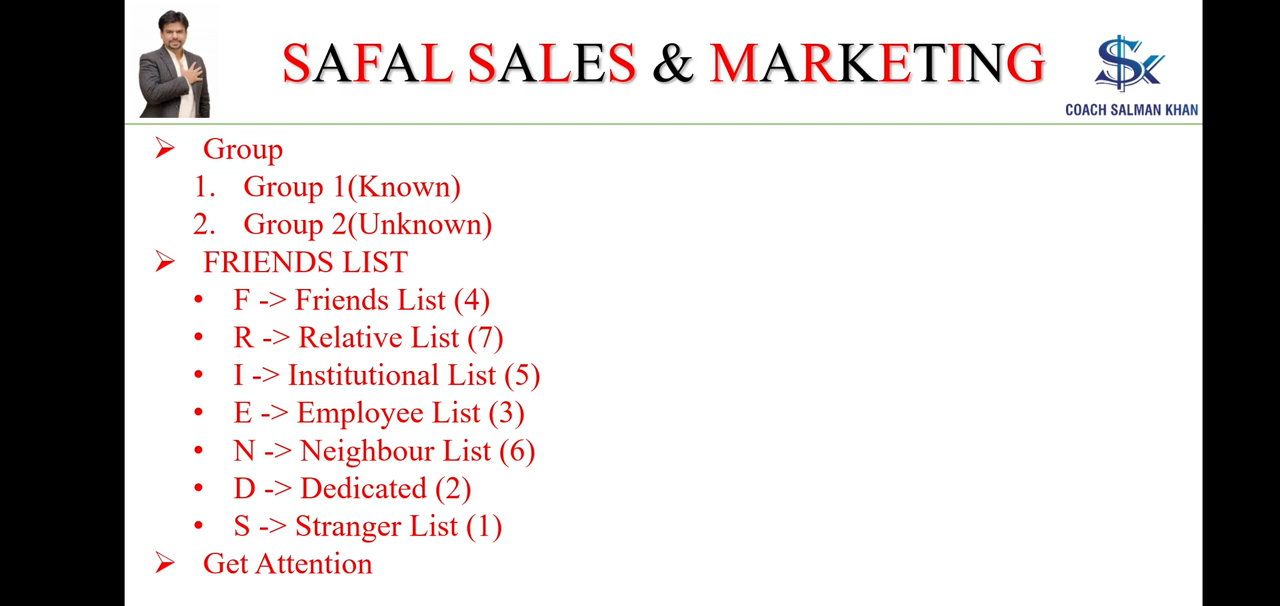 SAFAL SALES & MARKETING
COACH SALMAN KHAN
➢ Group
1. Group 1(Known)
2. Group 2(Unknown)
➢ FRIENDS LIST
• F -> Friends List (4)
• R -> Relative List (7)
• I -> Institutional List (5)
• E -> Employee List (3)
• N -> Neighbour List (6)
• D -> Dedicated (2)
• S -> Stranger List (1)
➢ Get Attention